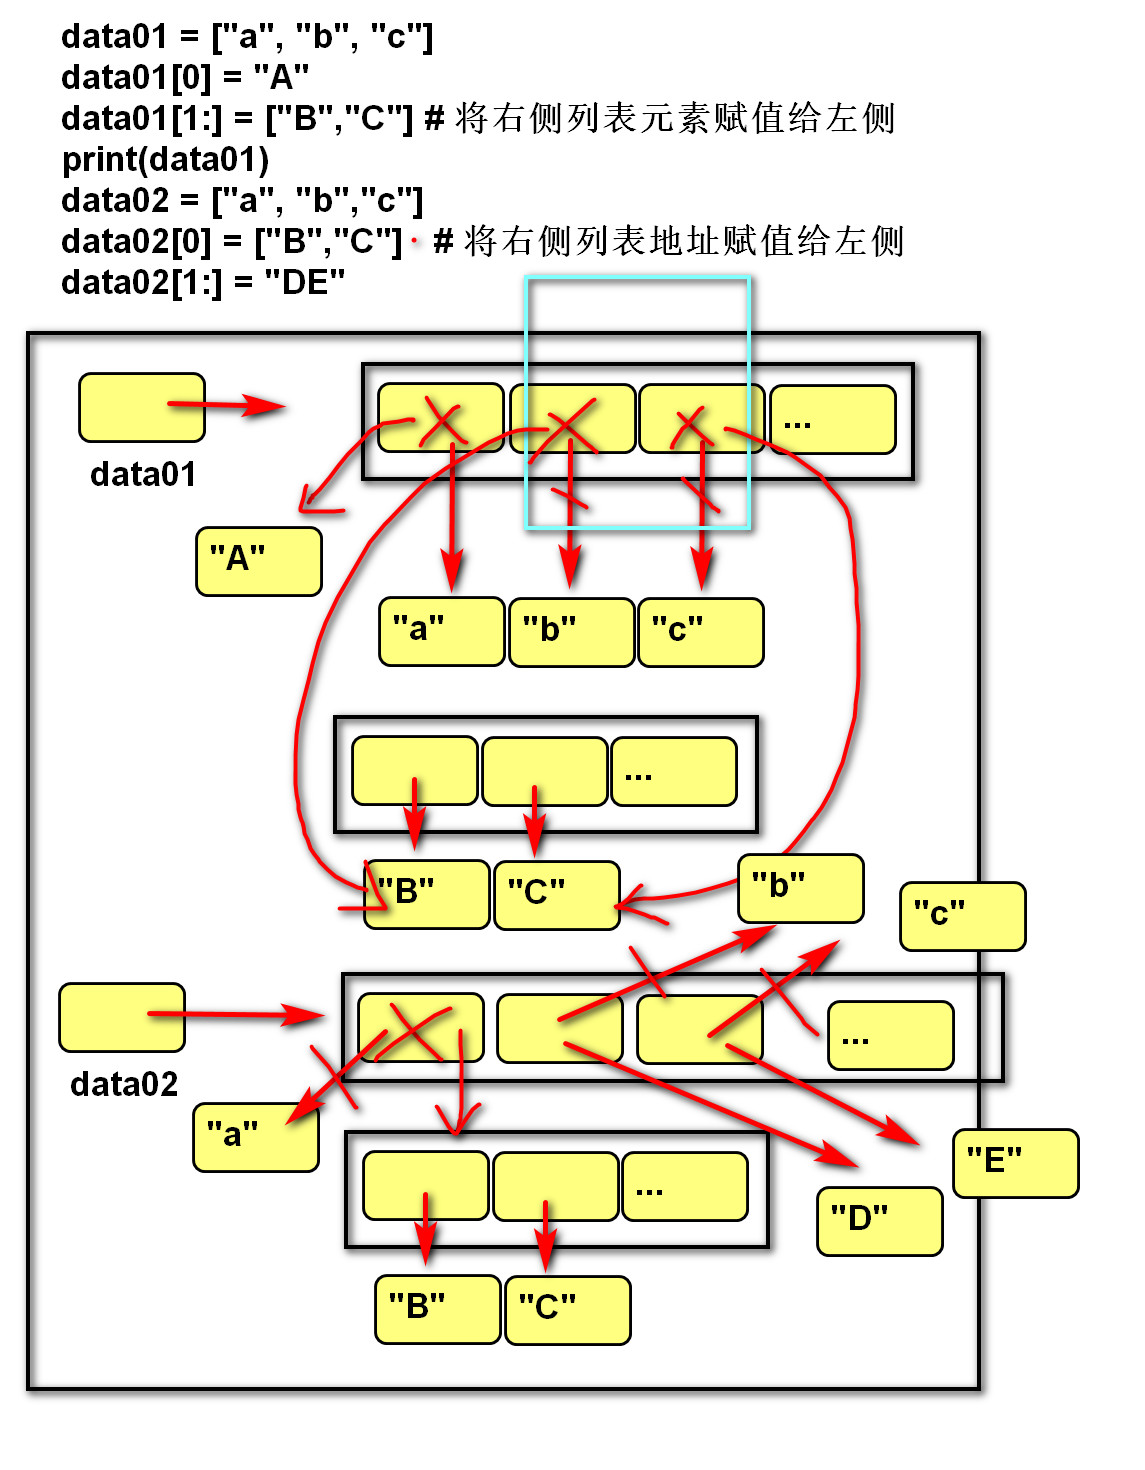 data01 = ["a", "b", "c"]
data01[0] = "A"
data01[1:] = ["B","C"] # 将右侧列表元素赋值给左侧
print(data01)
data02 = ["a", "b","c"]
data02[0] = ["B","C"] # 将右侧列表地址赋值给左侧
data02[1:] = "DE"
...
data01
"A"
"a" "b" "c"
...
"B" "C" "b" "c"
...
data02
"a"
"E"
...
"D"
"B" "C"